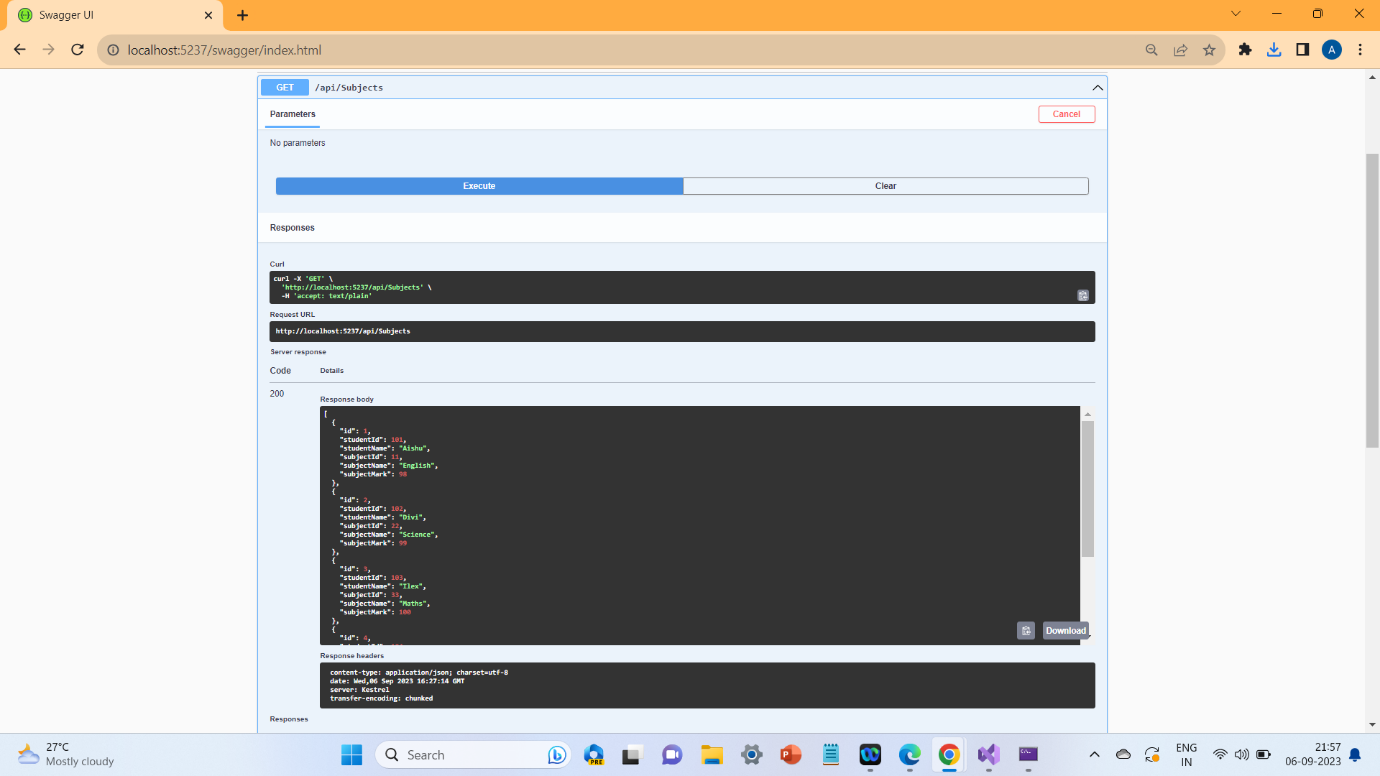 Swagger UI
localhost:5237/swagger/index.html
A
GET /api/Subjects
Parameters
Cancel
No parameters
Execute
Clear
Responses
Curl
curl -X 'GET' \
'http://localhost:5237/api/Subjects' \
-H 'accept: text/plain'
Request URL
http://localhost:5237/api/Subjects
Server response
Code Details
200
Response body
[
{
"id": 1,
"studentId": 101,
"studentName": "Aishu",
"subjectId": 11,
"subjectName": "English",
"subjectMark": 98
},
{
"id": 2,
"studentId": 102,
"studentName": "Divi",
"subjectId": 22,
"subjectName": "Science",
"subjectMark": 99
},
{
"id": 3,
"studentId": 103,
"studentName": "Ilex",
"subjectId": 33,
"subjectName": "Maths",
"subjectMark": 100
},
{
"id": 4,
Download
Response headers
content-type: application/json; charset=utf-8
date: Wed,06 Sep 2023 16:27:14 GMT
server: Kestrel
transfer-encoding: chunked
Responses
27°C
Mostly cloudy
Search
PRE
ENG
IN
21:57
06-09-2023